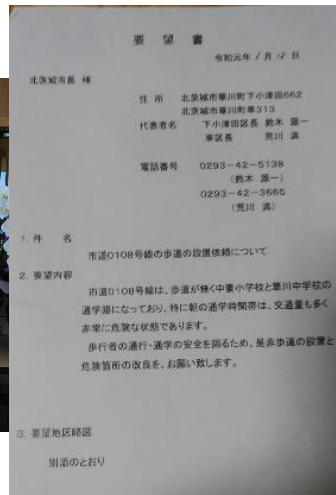 要 望 書
令和元年 月 日
北茨城市長 様
住 所 北茨城市華川町下小津田662
北茨城市華川町車313
代表者名 下小津田区長 鈴木 源一
車区長 荒川 満
電話番号 0293-42-5138
(鈴木 源一)
0293-42-3665
(荒川 満)
1. 件 名
市道0108号線の歩道の設置依頼について
2. 要望内容
市道0108号線は、歩道が無く中妻小学校と華川中学校の
通学路になっており、特に朝の通学時間帯は、交通量も多く
非常に危険な状態であります。
歩行者の通行・通学の安全を図るため、是非歩道の設置と
危険箇所の改良を、お願い致します。
3. 要望地区略図
別添のとおり